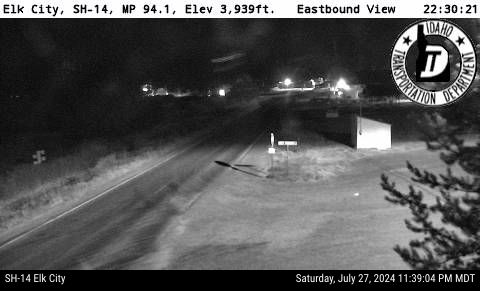 Elk City, SH-14, MP 94.1, Elev 3,939ft. Eastbound View 22:30:21
IDAHO
TRANSPORTATION DEPARTMENT
SH-14 Elk City Saturday, July 27, 2024 11:39:04 PM MDT